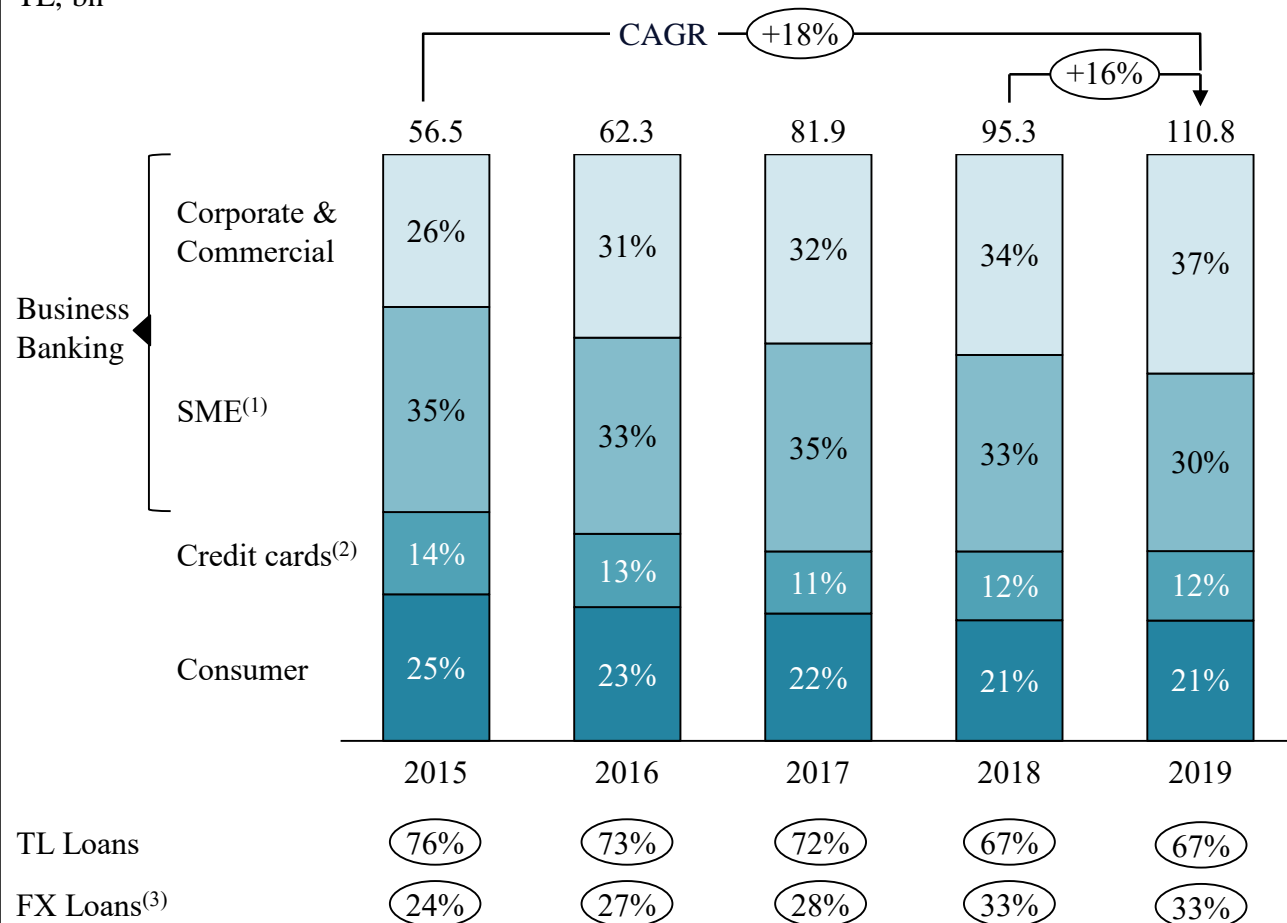 TL, bn
CAGR +18%
+16%
56.5 62.3 81.9 95.3 110.8
Corporate &
Commercial
26% 31% 32% 34% 37%
Business
Banking
SME(1)
35% 33% 35% 33% 30%
Credit cards(2)
14% 13% 11% 12% 12%
Consumer
25% 23% 22% 21% 21%
2015 2016 2017 2018 2019
TL Loans 76% 73% 72% 67% 67%
FX Loans(3) 24% 27% 28% 33% 33%